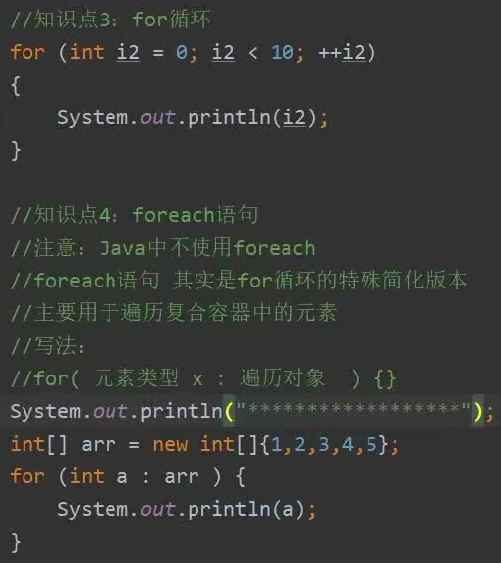 //知识点3：for循环
for (int i2 = 0; i2 < 10; ++i2)
{
    System.out.println(i2);
}
//知识点4：foreach语句
//注意：Java中不使用foreach
//foreach语句 其实是for循环的特殊简化版本
//主要用于遍历复合容器中的元素
//写法：
//for( 元素类型 x : 遍历对象  ) {}
System.out.println("******************");
int[] arr = new int[]{1,2,3,4,5};
for (int a : arr ) {
    System.out.println(a);
}